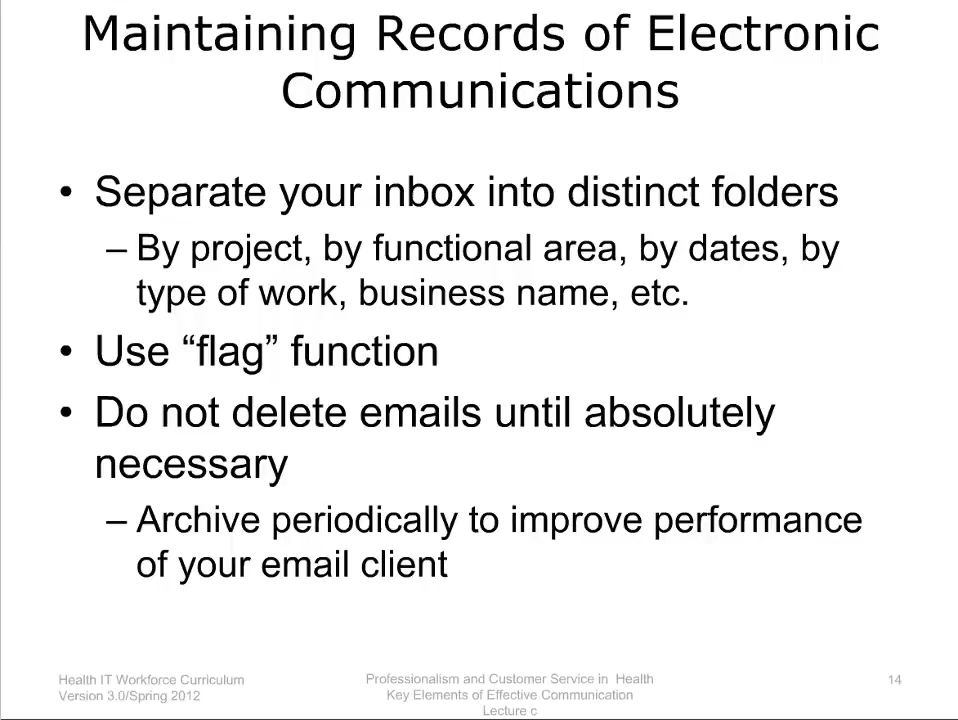 Maintaining Records of Electronic
Communications
• Separate your inbox into distinct folders
– By project, by functional area, by dates, by
type of work, business name, etc.
• Use “flag” function
• Do not delete emails until absolutely
necessary
– Archive periodically to improve performance
of your email client
Health IT Workforce Curriculum
Version 3.0/Spring 2012
Professionalism and Customer Service in  Health
Key Elements of Effective Communication
Lecture c
14